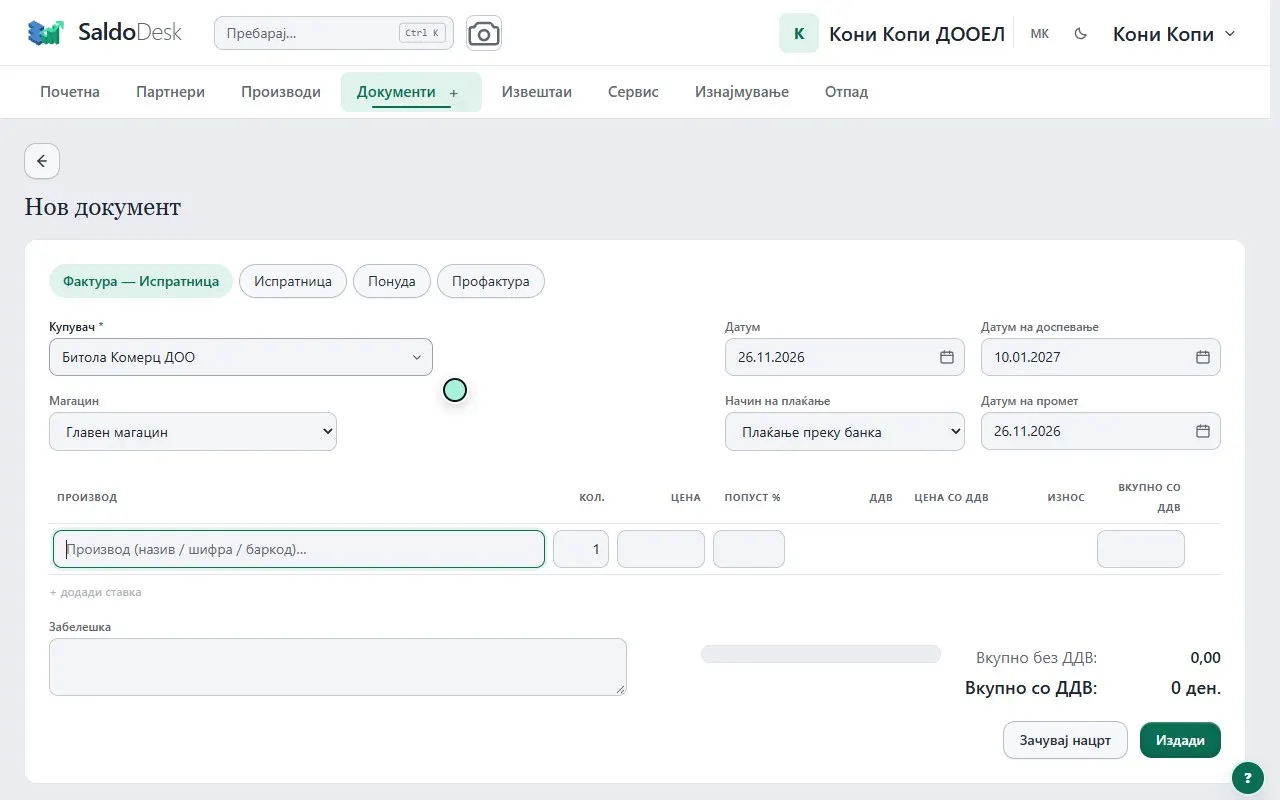 SaldoDesk
Пребарај...
Ctrl K
К
Кони Копи ДООЕЛ
МК
Кони Копи
Почетна
Партнери
Производи
Документи +
Извештаи
Сервис
Изнајмување
Отпад
Нов документ
Фактура — Испратница
Испратница
Понуда
Профактура
Купувач *
Датум
Датум на доспевање
Битола Комерц ДОО
26.11.2026
10.01.2027
Магацин
Начин на плаќање
Датум на промет
Главен магацин
Плаќање преку банка
26.11.2026
ПРОИЗВОД
КОЛ.
ЦЕНА
ПОПУСТ %
ДДВ
ЦЕНА СО ДДВ
ИЗНОС
ВКУПНО СО
ДДВ
Производ (назив / шифра / баркод)...
1
+ додади ставка
Забелешка
Вкупно без ДДВ: 0,00
Вкупно со ДДВ: 0 ден.
Зачувај нацрт
Издади
?